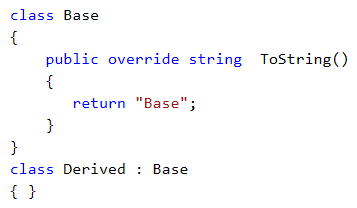 class Base
{
    public override string  ToString()
    {
       return "Base";
    }
}
class Derived : Base
{ }